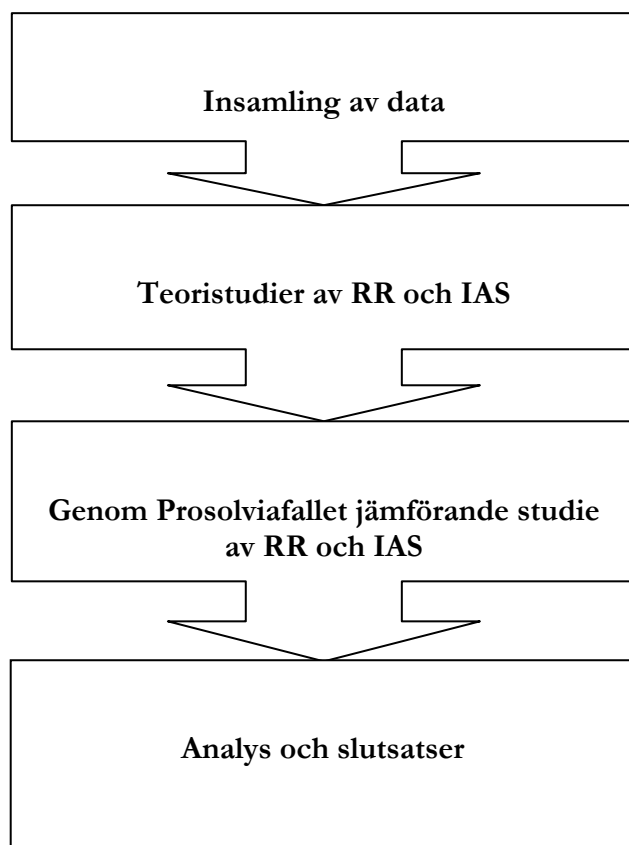 Insamling av data
Teoristudier av RR och IAS
Genom Prosolviafallet jämförande studie
av RR och IAS
Analys och slutsatser